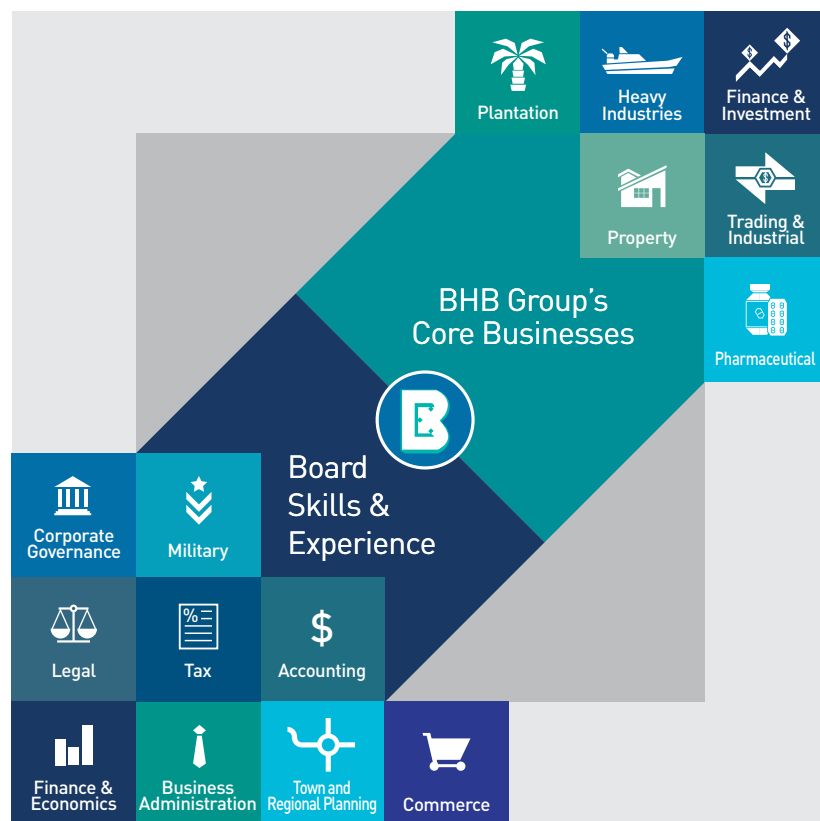 Plantation
Heavy
Industries
Finance &
Investment
Property
Trading &
Industrial
Pharmaceutical
BHB Group’s
Core Businesses
B
Board
Skills &
Experience
Corporate
Governance
Military
Legal
%
Tax
$
Accounting
Finance &
Economics
Business
Administration
Town and
Regional Planning
Commerce